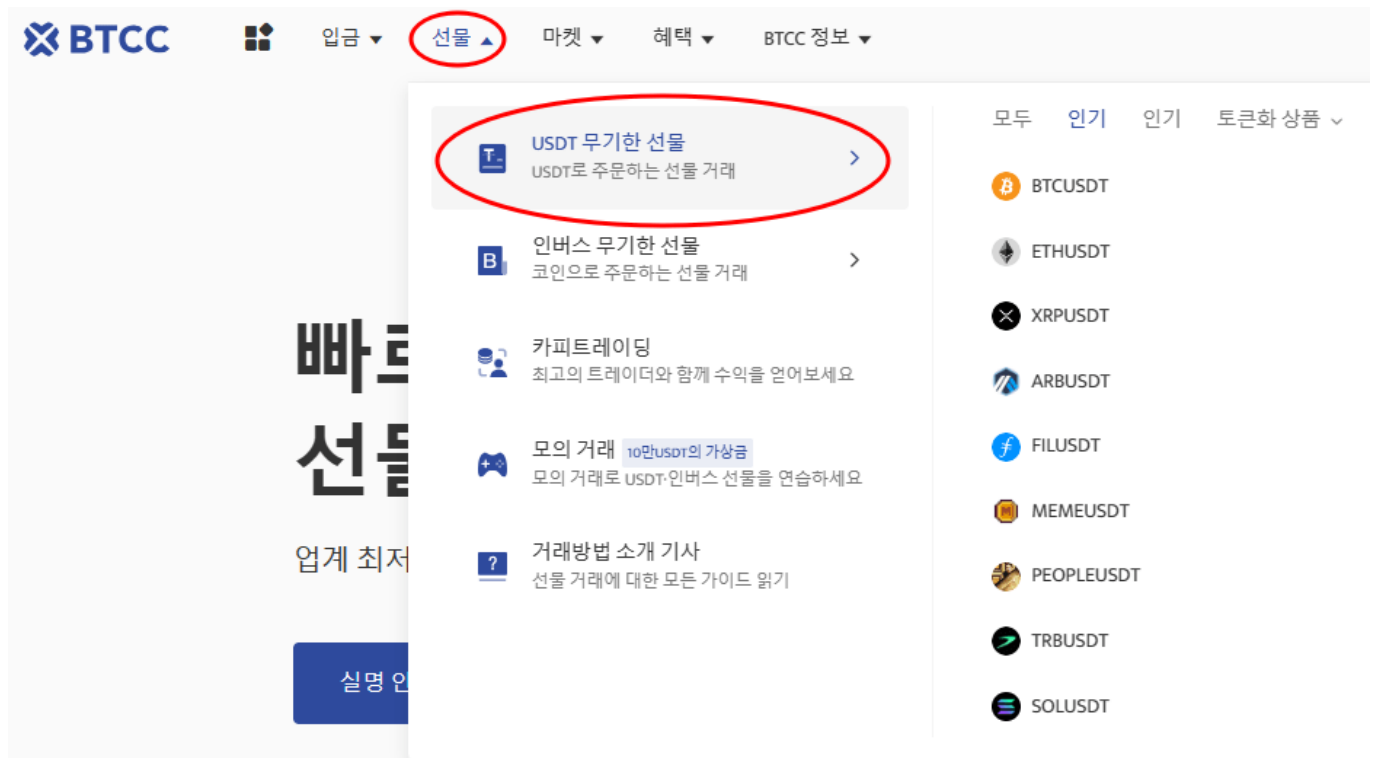 BTCC
입금 ▼
선물 ▲
마켓 ▼
혜택 ▼
BTCC 정보 ▼
USDT 무기한 선물
USDT로 주문하는 선물 거래
인버스 무기한 선물
코인으로 주문하는 선물 거래
카피트레이딩
최고의 트레이더와 함께 수익을 얻어보세요
모의 거래 10만USDT의 가상금
모의 거래로 USDT·인버스 선물을 연습하세요
거래방법 소개 기사
선물 거래에 대한 모든 가이드 읽기
모두 인기 인기 토큰화 상품
BTCUSDT
ETHUSDT
XRPUSDT
ARBUSDT
FILUSDT
MEMEUSDT
PEOPLEUSDT
TRBUSDT
SOLUSDT
업계 최저
실명